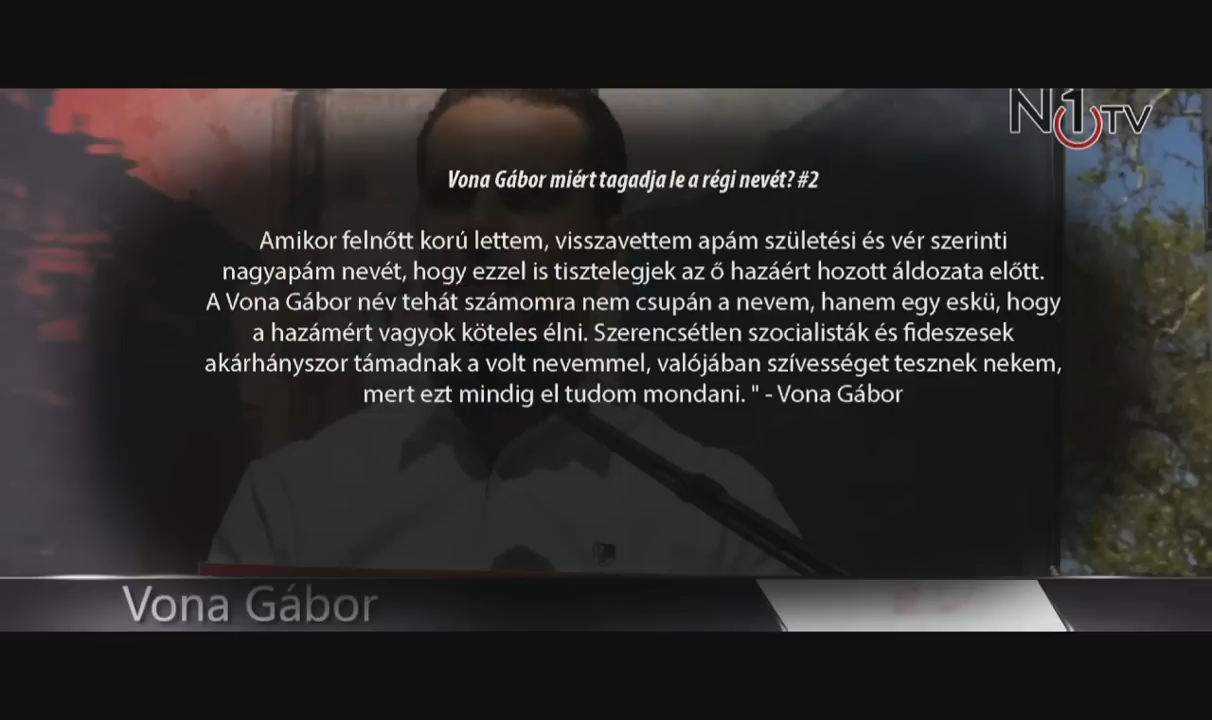 N1TV
Vona Gábor miért tagadja le a régi nevét? #2
Amikor felnőtt korú lettem, visszavettem apám születési és vér szerinti
nagyapám nevét, hogy ezzel is tisztelegjek az ő hazáért hozott áldozata előtt.
A Vona Gábor név tehát számomra nem csupán a nevem, hanem egy eskü, hogy
a hazámért vagyok köteles élni. Szerencsétlen szocialisták és fideszesek
akárhányszor támadnak a volt nevemmel, valójában szívességet tesznek nekem,
mert ezt mindig el tudom mondani. " - Vona Gábor
Vona Gábor